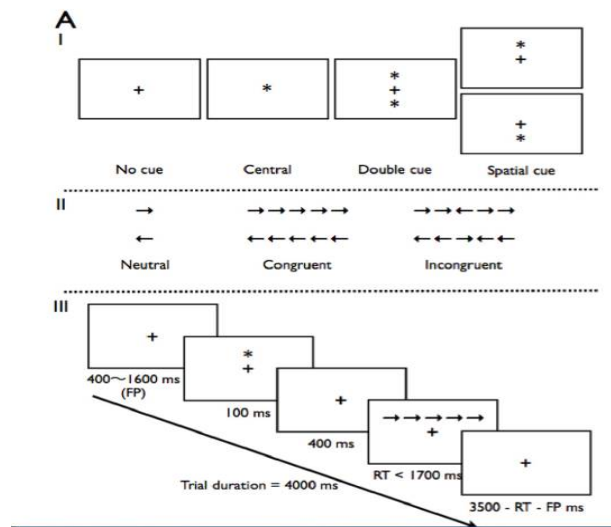 A
I
No cue Central Double cue Spatial cue
II
Neutral Congruent Incongruent
III
400～1600 ms
(FP)
100 ms
400 ms
RT < 1700 ms
Trial duration = 4000 ms
3500 - RT - FP ms